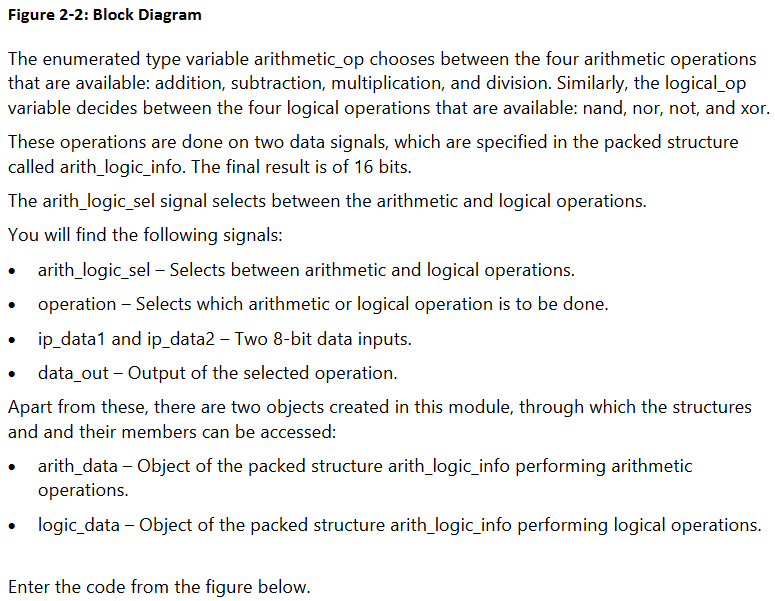 Figure 2-2: Block Diagram
The enumerated type variable arithmetic_op chooses between the four arithmetic operations
that are available: addition, subtraction, multiplication, and division. Similarly, the logical_op
variable decides between the four logical operations that are available: nand, nor, not, and xor.
These operations are done on two data signals, which are specified in the packed structure
called arith_logic_info. The final result is of 16 bits.
The arith_logic_sel signal selects between the arithmetic and logical operations.
You will find the following signals:
• arith_logic_sel – Selects between arithmetic and logical operations.
• operation – Selects which arithmetic or logical operation is to be done.
• ip_data1 and ip_data2 – Two 8-bit data inputs.
• data_out – Output of the selected operation.
Apart from these, there are two objects created in this module, through which the structures
and and their members can be accessed:
• arith_data – Object of the packed structure arith_logic_info performing arithmetic
operations.
• logic_data – Object of the packed structure arith_logic_info performing logical operations.
Enter the code from the figure below.